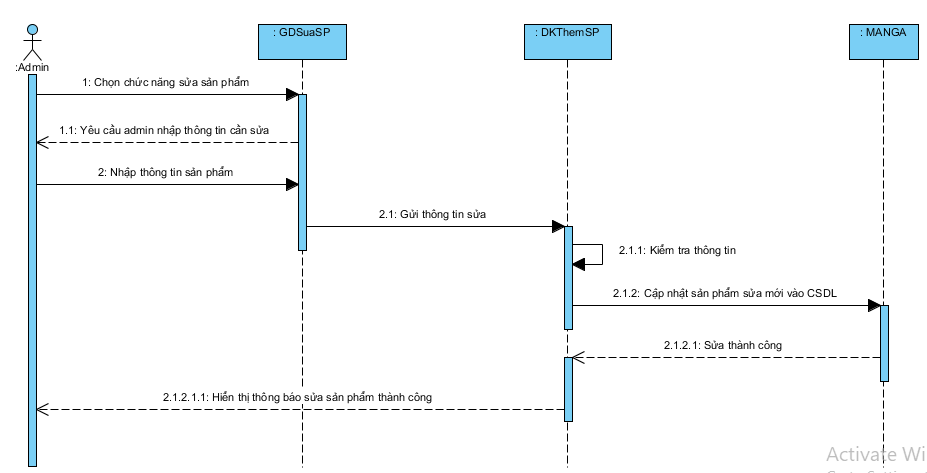 : GDSuaSP
: DKThemSP
: MANGA
:Admin
1: Chọn chức năng sửa sản phẩm
1.1: Yêu cầu admin nhập thông tin cần sửa
2: Nhập thông tin sản phẩm
2.1: Gửi thông tin sửa
2.1.1: Kiểm tra thông tin
2.1.2: Cập nhật sản phẩm sửa mới vào CSDL
2.1.2.1: Sửa thành công
2.1.2.1.1: Hiển thị thông báo sửa sản phẩm thành công
Activate Wi